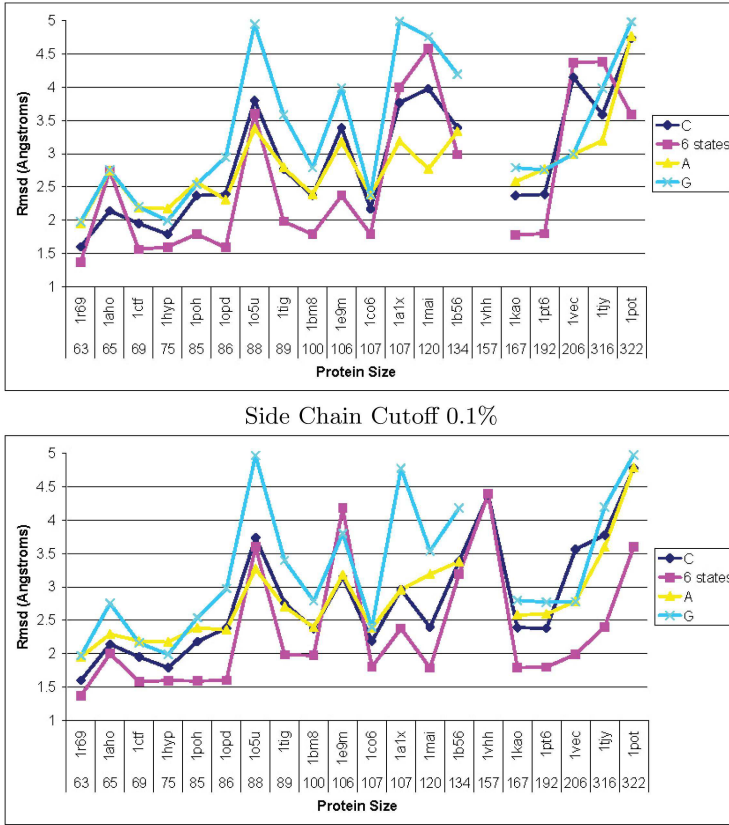 Rmsd (Angstroms)
5
4.5
4
3.5
3
2.5
2
1.5
1
C
6 states
A
G
1r69 1aho 1ctf 1hyp 1poh 1opd 1o5u 1tig 1bm8 1e9m 1co6 1a1x 1mai 1b56 1vhh 1kao 1pt6 1vec 1tjy 1pot
63 65 69 75 85 86 88 89 100 106 107 107 120 134 157 167 192 206 316 322
Protein Size
Side Chain Cutoff 0.1%
Rmsd (Angstroms)
5
4.5
4
3.5
3
2.5
2
1.5
1
C
6 states
A
G
1r69 1aho 1ctf 1hyp 1poh 1opd 1o5u 1tig 1bm8 1e9m 1co6 1a1x 1mai 1b56 1vhh 1kao 1pt6 1vec 1tjy 1pot
63 65 69 75 85 86 88 89 100 106 107 107 120 134 157 167 192 206 316 322
Protein Size